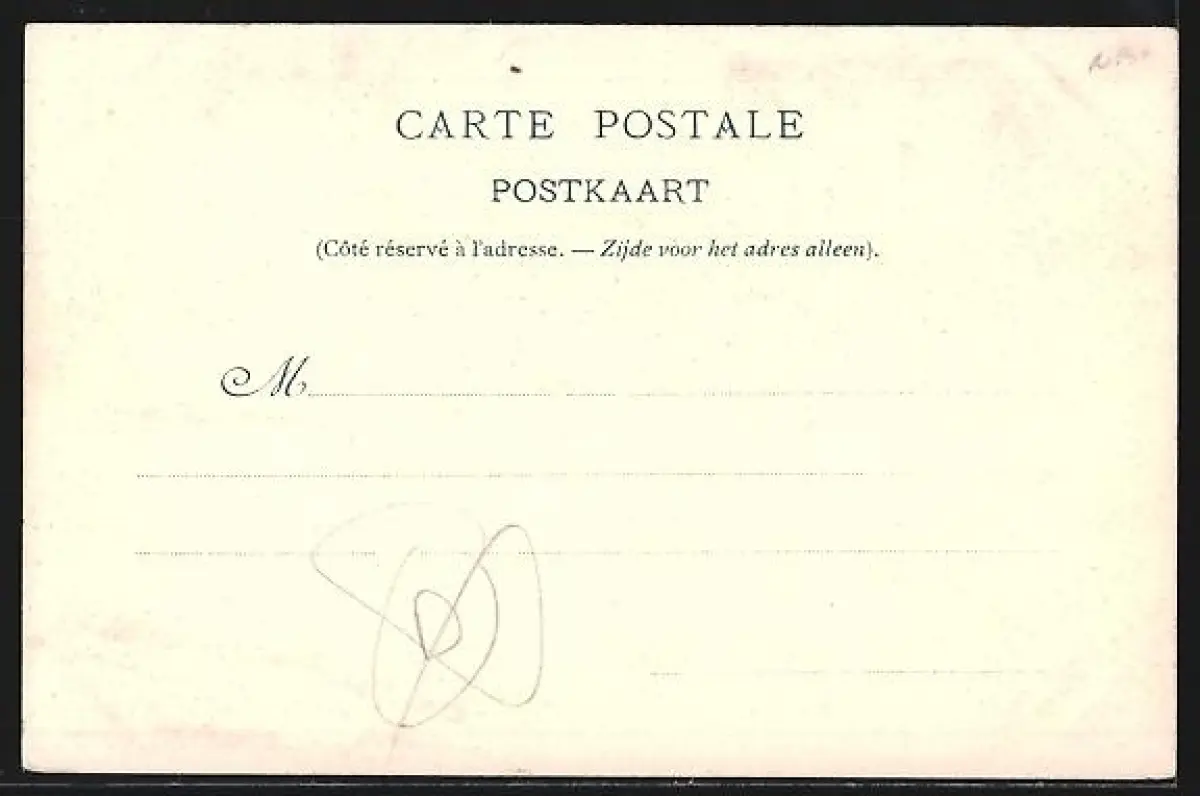 CARTE POSTALE
POSTKAART
(Côté réservé à l'adresse. — Zijde voor het adres alleen).
M